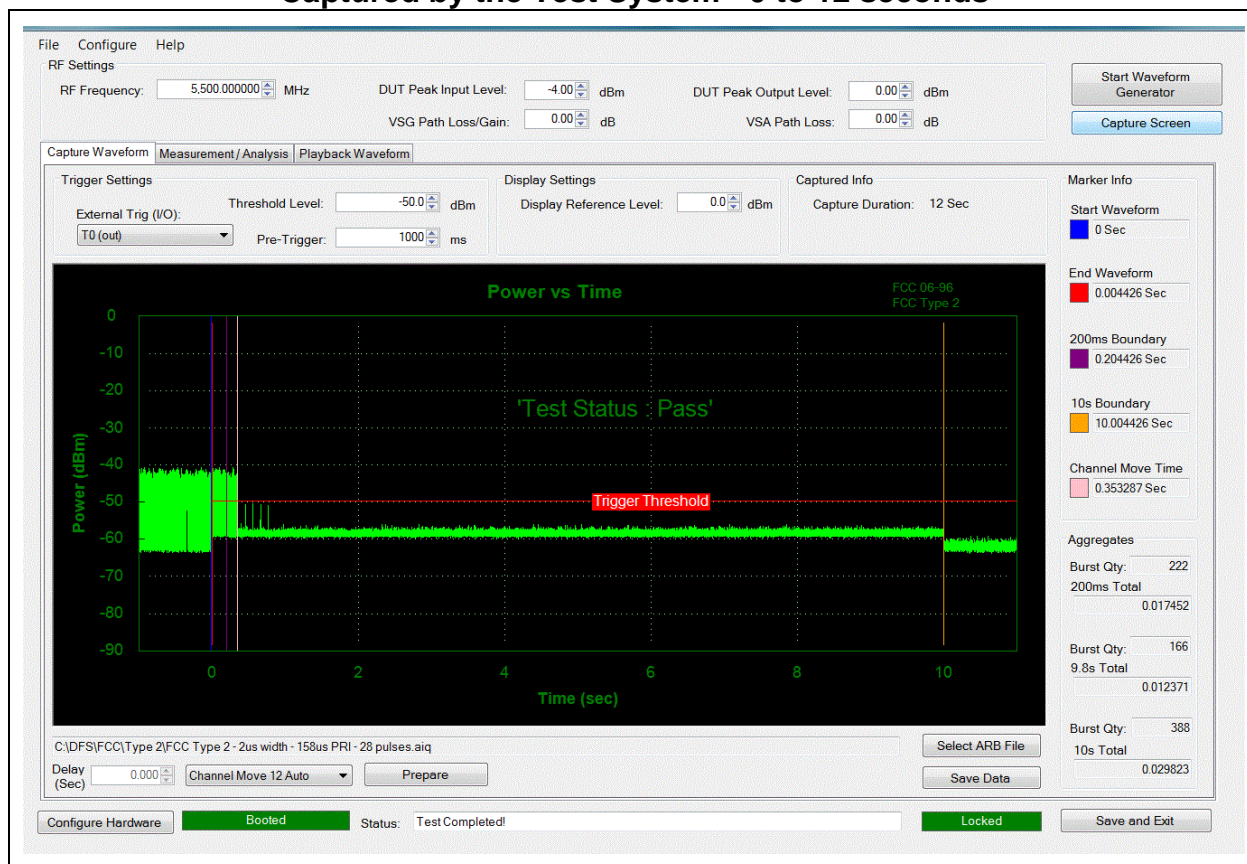 File Configure Help
RF Settings
RF Frequency: 5,500.000000 MHz
DUT Peak Input Level: -4.00 dBm
DUT Peak Output Level: 0.00 dBm
VSG Path Loss/Gain: 0.00 dB
VSA Path Loss: 0.00 dB
Start Waveform
Generator
Capture Screen
Capture Waveform Measurement / Analysis Playback Waveform
Trigger Settings
External Trig (I/O):
T0 (out)
Threshold Level: -50.0 dBm
Pre-Trigger: 1000 ms
Display Settings
Display Reference Level: 0.0 dBm
Captured Info
Capture Duration: 12 Sec
Marker Info
Start Waveform
0 Sec
End Waveform
0.004426 Sec
200ms Boundary
0.204426 Sec
10s Boundary
10.004426 Sec
Channel Move Time
0.353287 Sec
Power vs Time
FCC 06-96
FCC Type 2
'Test Status : Pass'
Trigger Threshold
Power (dBm)
0
-10
-20
-30
-40
-50
-60
-70
-80
-90
0 2 4 6 8 10
Time (sec)
Aggregates
Burst Qty: 222
200ms Total
0.017452
Burst Qty: 166
9.8s Total
0.012371
Burst Qty: 388
10s Total
0.029823
C:\DFS\FCC\Type 2\FCC Type 2 - 2us width - 158us PRI - 28 pulses.aiq
Select ARB File
Delay
(Sec)
0.000
Channel Move 12 Auto
Prepare
Save Data
Configure Hardware
Booted
Status: Test Completed!
Locked
Save and Exit